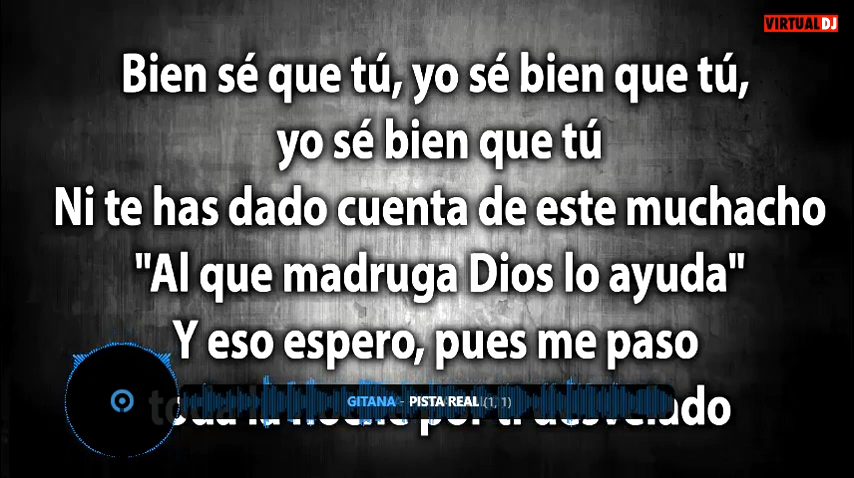 VIRTUAL DJ
Bien sé que tú, yo sé bien que tú,
yo sé bien que tú
Ni te has dado cuenta de este muchacho
"Al que madruga Dios lo ayuda"
Y eso espero, pues me paso
toda la noche por ti desvelado
GITANA - PISTA REAL (1, 1)